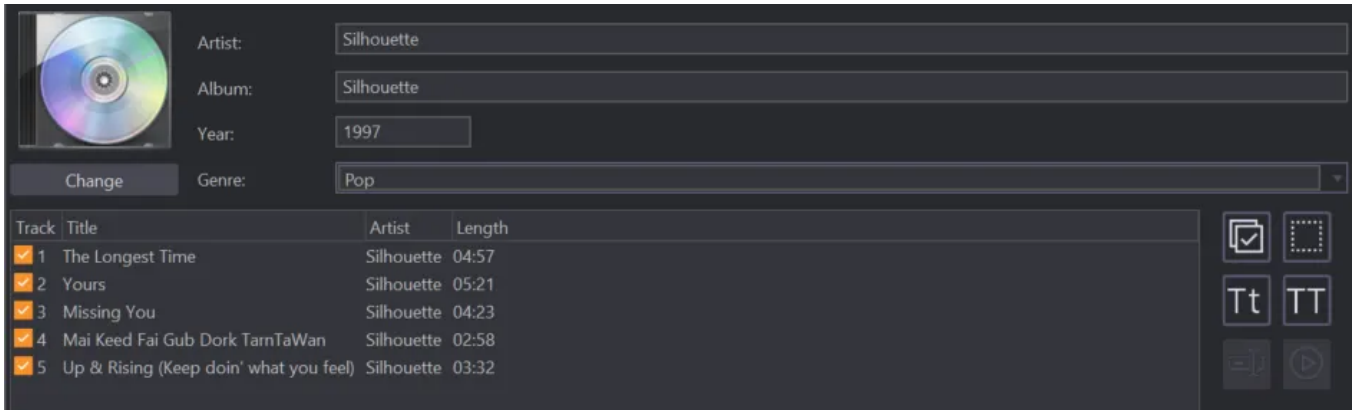 Artist: Silhouette
Album: Silhouette
Year: 1997
Change Genre: Pop
Track Title Artist Length
1 The Longest Time Silhouette 04:57
2 Yours Silhouette 05:21
3 Missing You Silhouette 04:23
4 Mai Keed Fai Gub Dork TarnTaWan Silhouette 02:58
5 Up & Rising (Keep doin' what you feel) Silhouette 03:32
Tt TT